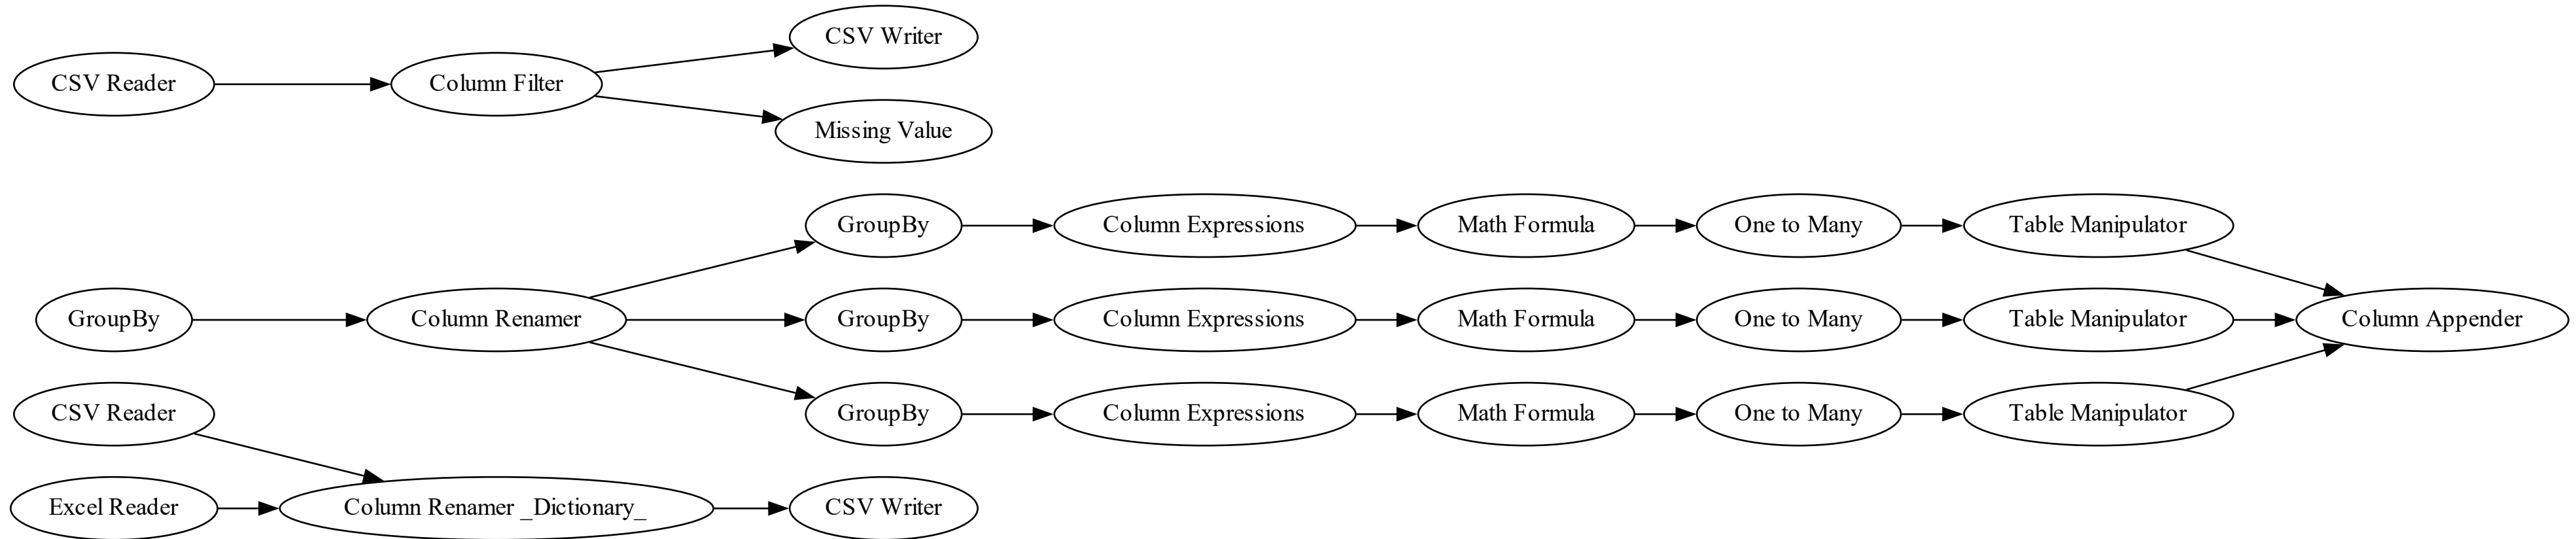 CSV Writer
CSV Reader
Column Filter
Missing Value
GroupBy
Column Expressions
Math Formula
One to Many
Table Manipulator
GroupBy
Column Renamer
GroupBy
Column Expressions
Math Formula
One to Many
Table Manipulator
Column Appender
CSV Reader
GroupBy
Column Expressions
Math Formula
One to Many
Table Manipulator
Excel Reader
Column Renamer _Dictionary_
CSV Writer